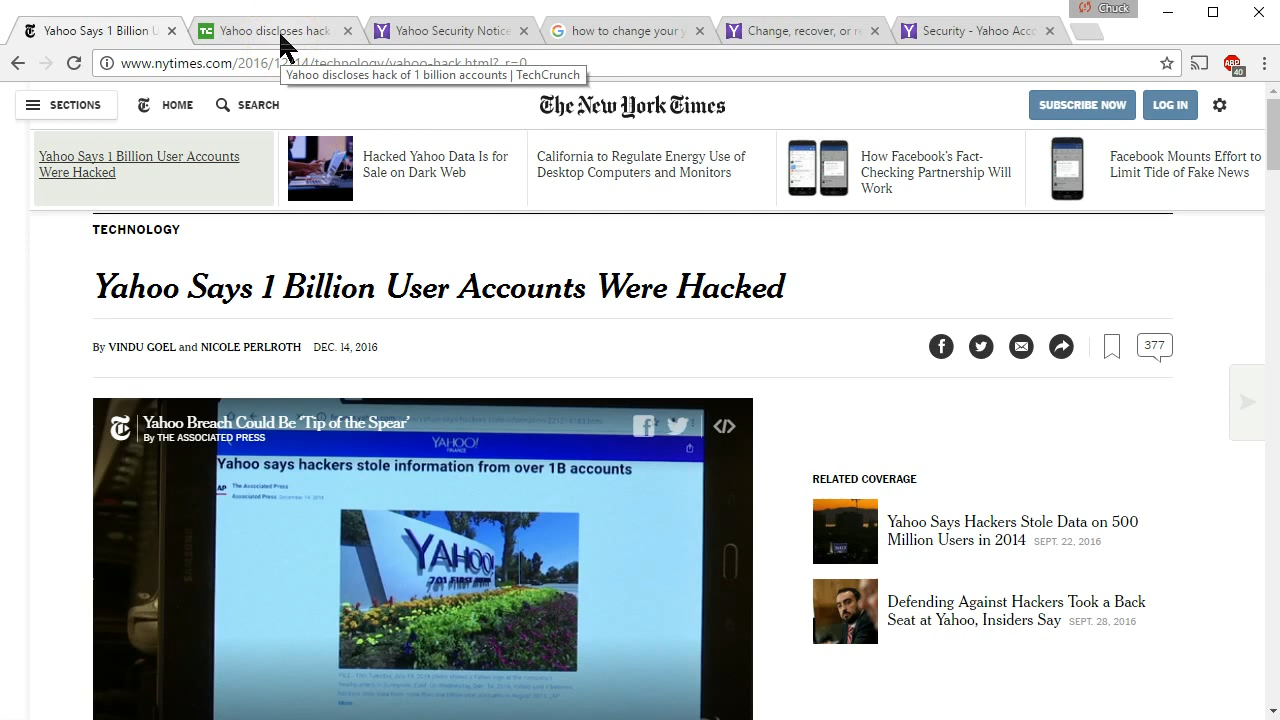 Chuck
Yahoo Says 1 Billion U
Yahoo discloses hack
Yahoo Security Notice
how to change your y
Change, recover, or re
Security - Yahoo Acco
www.nytimes.com/2016/12/14/technology/yahoo-hack.html?_r=0
ABP
40
Yahoo discloses hack of 1 billion accounts | TechCrunch
SECTIONS
HOME
SEARCH
The New York Times
SUBSCRIBE NOW
LOG IN
Yahoo Says 1 Billion User Accounts
Were Hacked
Hacked Yahoo Data Is for
Sale on Dark Web
California to Regulate Energy Use of
Desktop Computers and Monitors
How Facebook's Fact-
Checking Partnership Will
Work
Facebook Mounts Effort to
Limit Tide of Fake News
TECHNOLOGY
Yahoo Says 1 Billion User Accounts Were Hacked
By VINDU GOEL and NICOLE PERLROTH DEC. 14, 2016
377
Yahoo Breach Could Be 'Tip of the Spear'
By THE ASSOCIATED PRESS
YAHOO!
FINANCE
Yahoo says hackers stole information from over 1B accounts
AP
The Associated Press
Associated Press December 14, 2016
YAHOO!
701 FIRST AVENUE
More
RELATED COVERAGE
Yahoo Says Hackers Stole Data on 500
Million Users in 2014 SEPT. 22, 2016
Defending Against Hackers Took a Back
Seat at Yahoo, Insiders Say SEPT. 28, 2016